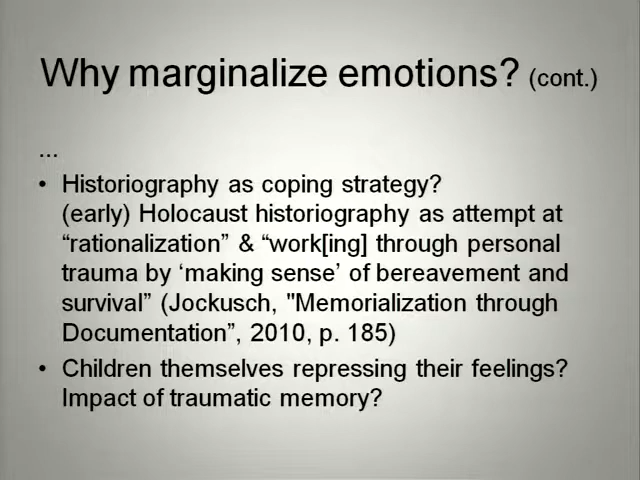 Why marginalize emotions? (cont.)
...
• Historiography as coping strategy?
(early) Holocaust historiography as attempt at
“rationalization” & “work[ing] through personal
trauma by ‘making sense’ of bereavement and
survival” (Jockusch, "Memorialization through
Documentation”, 2010, p. 185)
• Children themselves repressing their feelings?
Impact of traumatic memory?